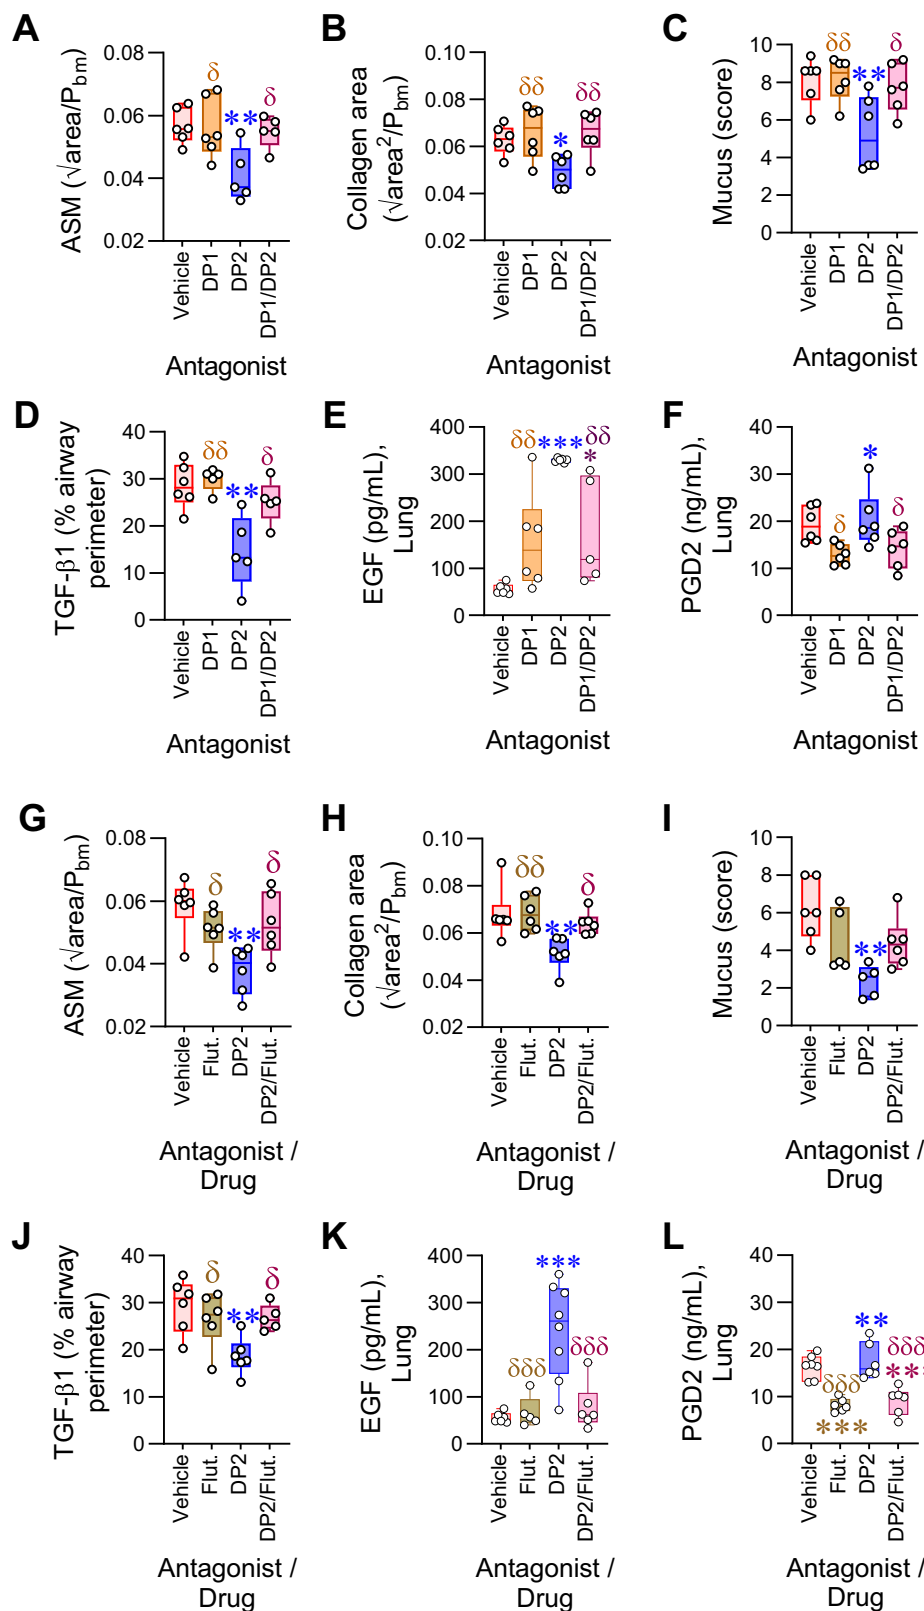 A
ASM (√area/Pbm)
0.08
0.06
0.04
0.02
δ
**
δ
Vehicle
DP1
DP2
DP1/DP2
Antagonist
B
Collagen area
(√area²/Pbm)
0.10
0.08
0.06
0.04
0.02
0.00
δδ
*
δδ
Vehicle
DP1
DP2
DP1/DP2
Antagonist
C
Mucus (score)
10
8
6
4
2
0
δδ
**
δ
Vehicle
DP1
DP2
DP1/DP2
Antagonist
D
TGF-β1 (% airway
perimeter)
40
30
20
10
0
δδ
**
δ
Vehicle
DP1
DP2
DP1/DP2
Antagonist
E
EGF (pg/mL),
Lung
400
300
200
100
0
δδ
***
δδ
*
Vehicle
DP1
DP2
DP1/DP2
Antagonist
F
PGD2 (ng/mL),
Lung
40
30
20
10
0
δ
*
δ
Vehicle
DP1
DP2
DP1/DP2
Antagonist
G
ASM (√area/Pbm)
0.08
0.06
0.04
0.02
δ
**
δ
Vehicle
Flut.
DP2
DP2/Flut.
Antagonist /
Drug
H
Collagen area
(√area²/Pbm)
0.10
0.08
0.06
0.04
0.02
0.00
δδ
**
δ
Vehicle
Flut.
DP2
DP2/Flut.
Antagonist /
Drug
I
Mucus (score)
10
8
6
4
2
0
**
Vehicle
Flut.
DP2
DP2/Flut.
Antagonist /
Drug
J
TGF-β1 (% airway
perimeter)
40
30
20
10
0
δ
**
δ
Vehicle
Flut.
DP2
DP2/Flut.
Antagonist /
Drug
K
EGF (pg/mL),
Lung
400
300
200
100
0
δδδ
***
δδδ
Vehicle
Flut.
DP2
DP2/Flut.
Antagonist /
Drug
L
PGD2 (ng/mL),
Lung
40
30
20
10
0
δδδ
***
**
δδδ
***
Vehicle
Flut.
DP2
DP2/Flut.
Antagonist /
Drug